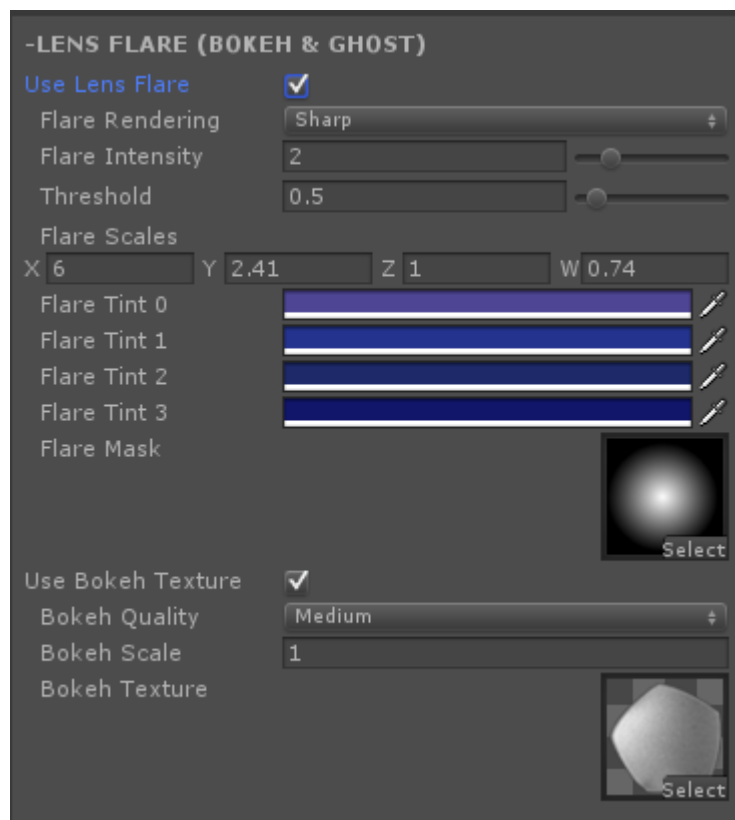 -LENS FLARE (BOKEH & GHOST)
Use Lens Flare
Flare Rendering Sharp
Flare Intensity 2
Threshold 0.5
Flare Scales
X 6 Y 2.41 Z 1 W 0.74
Flare Tint 0
Flare Tint 1
Flare Tint 2
Flare Tint 3
Flare Mask
Select
Use Bokeh Texture
Bokeh Quality Medium
Bokeh Scale 1
Bokeh Texture
Select